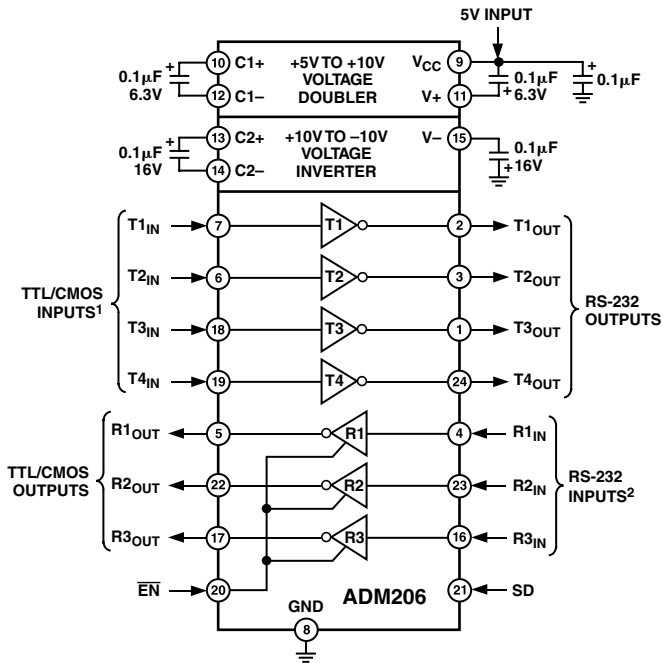 5V INPUT
10 C1+ +5V TO +10V VOLTAGE DOUBLER VCC 9
0.1μF 6.3V + 12 C1– V+ 11 + 0.1μF 6.3V + 0.1μF
13 C2+ +10V TO –10V VOLTAGE INVERTER V– 15
0.1μF 16V + 14 C2– + 0.1μF 16V
T1IN 7 T1 2 T1OUT
T2IN 6 T2 3 T2OUT
TTL/CMOS INPUTS1
RS-232 OUTPUTS
T3IN 18 T3 1 T3OUT
T4IN 19 T4 24 T4OUT
R1OUT 5 R1 4 R1IN
TTL/CMOS OUTPUTS
R2OUT 22 R2 23 R2IN
RS-232 INPUTS2
R3OUT 17 R3 16 R3IN
EN 20 ADM206 21 SD
GND
8